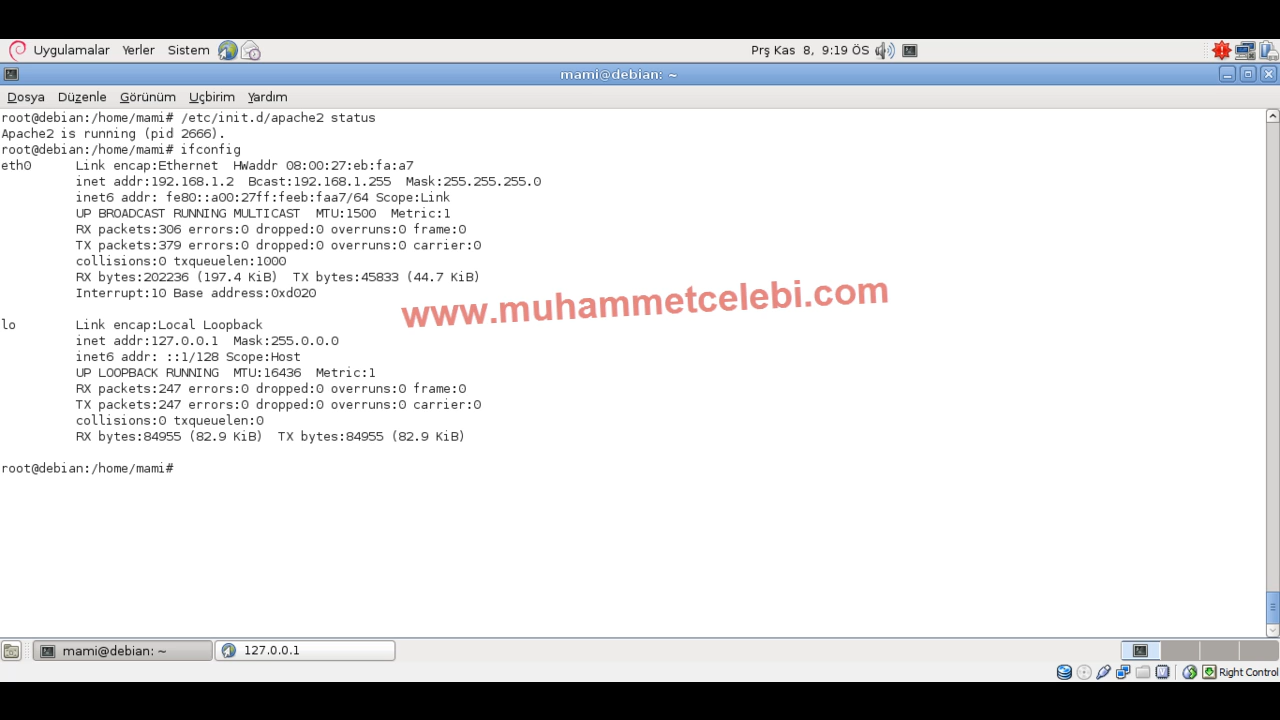 Uygulamalar Yerler Sistem Prş Kas 8, 9:19 ÖS
mami@debian: ~
Dosya Düzenle Görünüm Uçbirim Yardım
root@debian:/home/mami# /etc/init.d/apache2 status
Apache2 is running (pid 2666).
root@debian:/home/mami# ifconfig
eth0 Link encap:Ethernet HWaddr 08:00:27:eb:fa:a7
inet addr:192.168.1.2 Bcast:192.168.1.255 Mask:255.255.255.0
inet6 addr: fe80::a00:27ff:feeb:faa7/64 Scope:Link
UP BROADCAST RUNNING MULTICAST MTU:1500 Metric:1
RX packets:306 errors:0 dropped:0 overruns:0 frame:0
TX packets:379 errors:0 dropped:0 overruns:0 carrier:0
collisions:0 txqueuelen:1000
RX bytes:202236 (197.4 KiB) TX bytes:45833 (44.7 KiB)
Interrupt:10 Base address:0xd020
www.muhammetcelebi.com
lo Link encap:Local Loopback
inet addr:127.0.0.1 Mask:255.0.0.0
inet6 addr: ::1/128 Scope:Host
UP LOOPBACK RUNNING MTU:16436 Metric:1
RX packets:247 errors:0 dropped:0 overruns:0 frame:0
TX packets:247 errors:0 dropped:0 overruns:0 carrier:0
collisions:0 txqueuelen:0
RX bytes:84955 (82.9 KiB) TX bytes:84955 (82.9 KiB)
root@debian:/home/mami#
mami@debian: ~ 127.0.0.1
Right Control